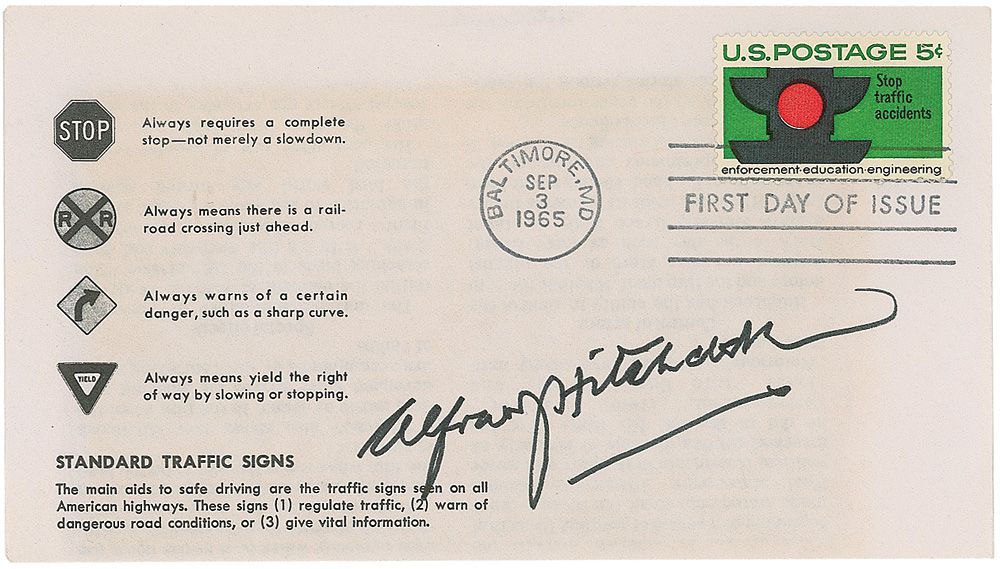 STOP
Always requires a complete
stop—not merely a slowdown.
R R
Always means there is a rail-
road crossing just ahead.
Always warns of a certain
danger, such as a sharp curve.
YIELD
Always means yield the right
of way by slowing or stopping.
STANDARD TRAFFIC SIGNS
The main aids to safe driving are the traffic signs seen on all
American highways. These signs (1) regulate traffic, (2) warn of
dangerous road conditions, or (3) give vital information.
U.S.POSTAGE 5¢
Stop
traffic
accidents
enforcement·education·engineering
BALTIMORE, MD
SEP
3
1965
FIRST DAY OF ISSUE
Alfred J Hitchcock